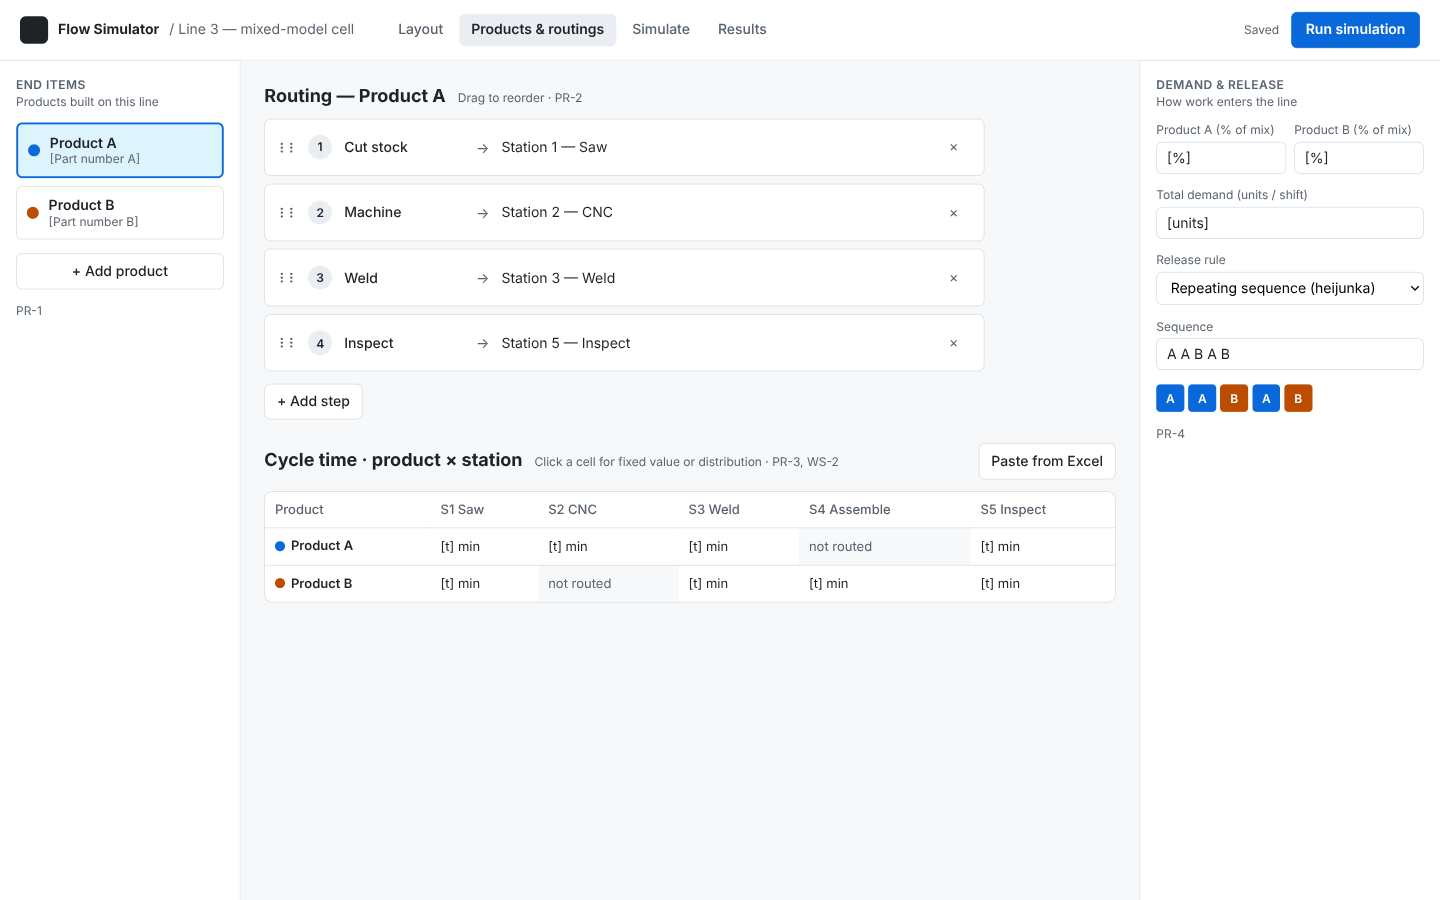 Flow Simulator / Line 3 — mixed-model cell Layout Products & routings Simulate Results Saved Run simulation
END ITEMS
Products built on this line
Product A
[Part number A]
Product B
[Part number B]
+ Add product
PR-1
Routing — Product A Drag to reorder · PR-2
1 Cut stock → Station 1 — Saw ×
2 Machine → Station 2 — CNC ×
3 Weld → Station 3 — Weld ×
4 Inspect → Station 5 — Inspect ×
+ Add step
Cycle time · product × station Click a cell for fixed value or distribution · PR-3, WS-2 Paste from Excel
Product S1 Saw S2 CNC S3 Weld S4 Assemble S5 Inspect
Product A [t] min [t] min [t] min not routed [t] min
Product B [t] min not routed [t] min [t] min [t] min
DEMAND & RELEASE
How work enters the line
Product A (% of mix) Product B (% of mix)
[%] [%]
Total demand (units / shift)
[units]
Release rule
Repeating sequence (heijunka)
Sequence
A A B A B
A A B A B
PR-4